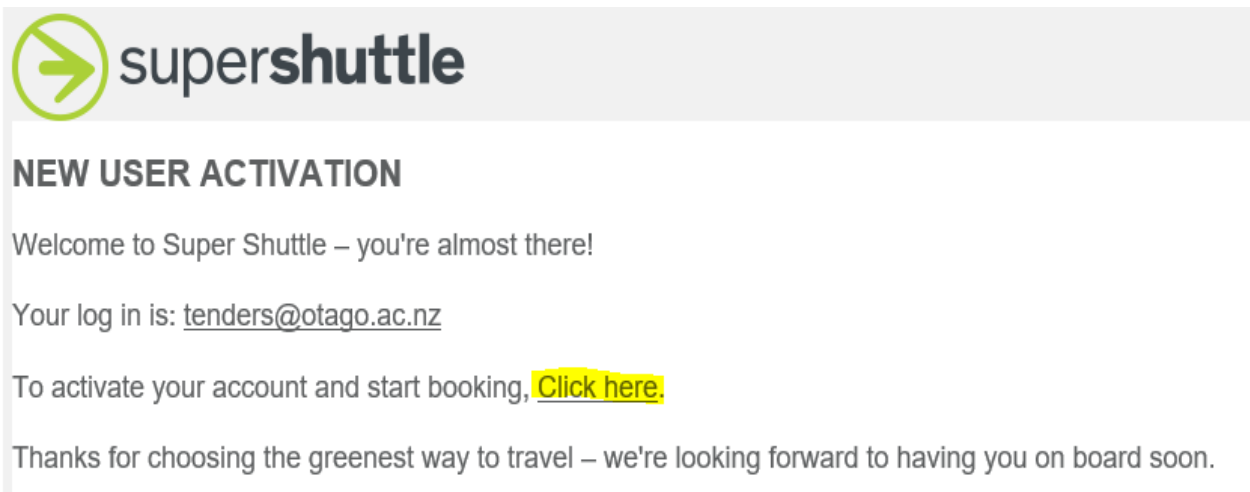 supershuttle
NEW USER ACTIVATION
Welcome to Super Shuttle – you're almost there!
Your log in is: tenders@otago.ac.nz
To activate your account and start booking, Click here.
Thanks for choosing the greenest way to travel – we're looking forward to having you on board soon.